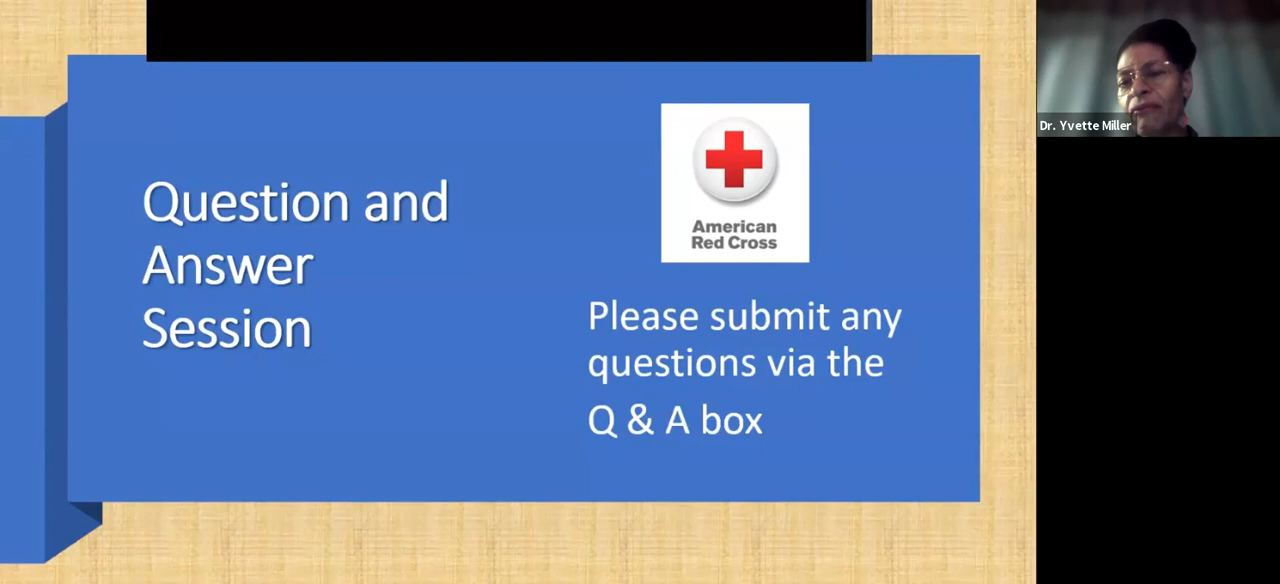 Question and
Answer
Session
American
Red Cross
Please submit any
questions via the
Q & A box
Dr. Yvette Miller